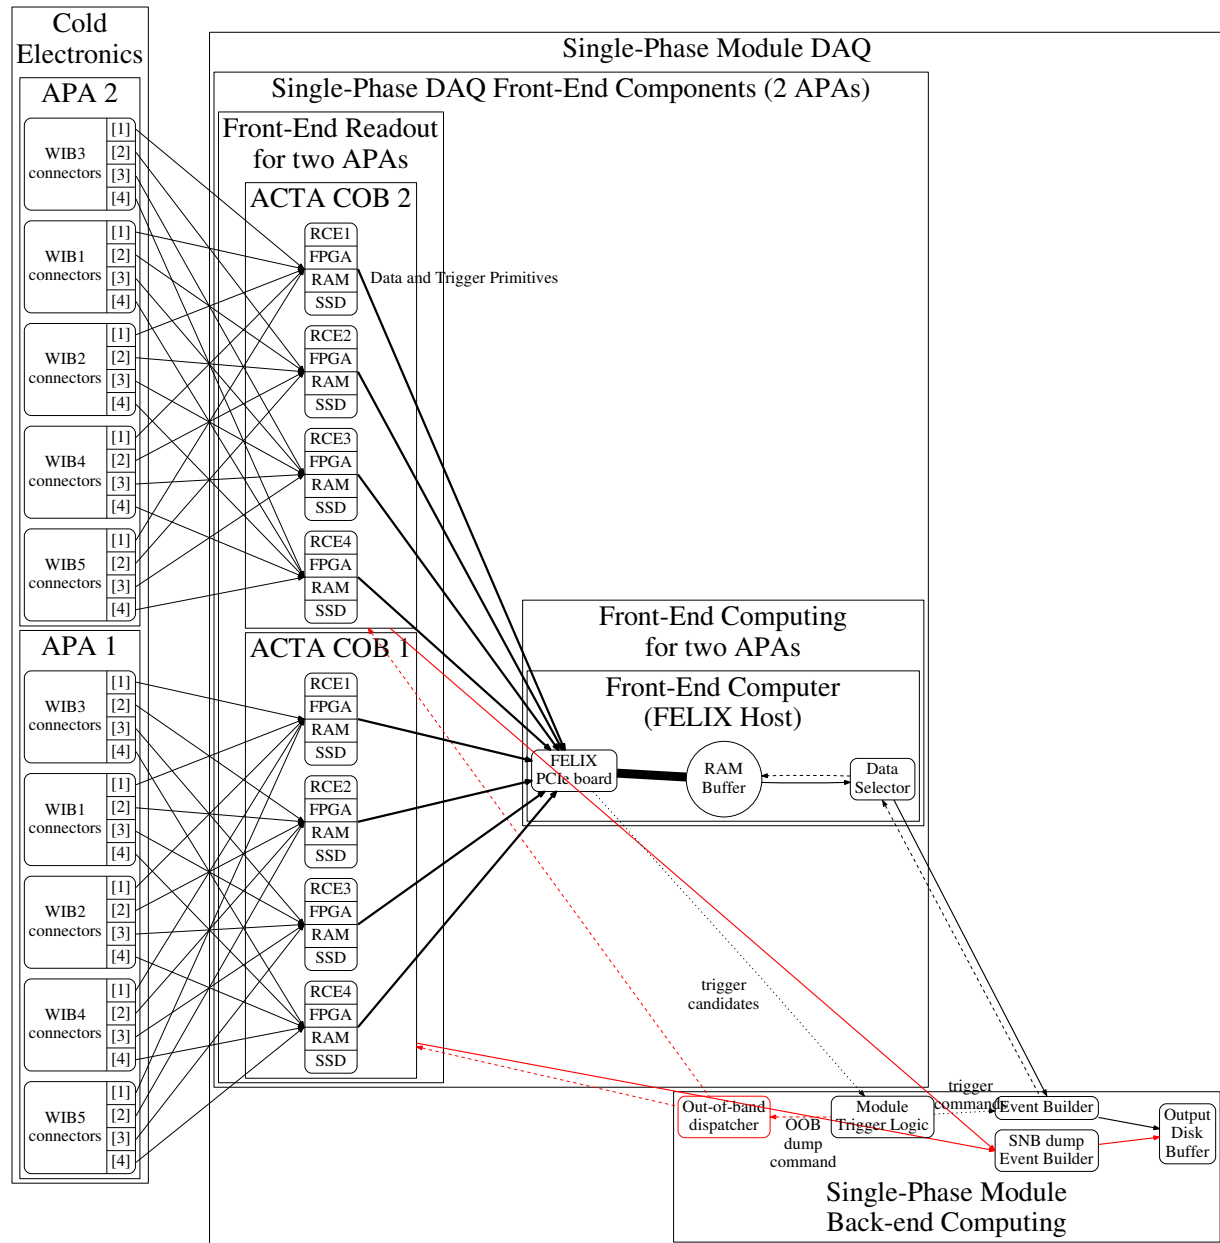 Cold
Electronics
APA 2
WIB3
connectors
[1]
[2]
[3]
[4]
WIB1
connectors
[1]
[2]
[3]
[4]
WIB2
connectors
[1]
[2]
[3]
[4]
WIB4
connectors
[1]
[2]
[3]
[4]
WIB5
connectors
[1]
[2]
[3]
[4]
APA 1
WIB3
connectors
[1]
[2]
[3]
[4]
WIB1
connectors
[1]
[2]
[3]
[4]
WIB2
connectors
[1]
[2]
[3]
[4]
WIB4
connectors
[1]
[2]
[3]
[4]
WIB5
connectors
[1]
[2]
[3]
[4]
Single-Phase Module DAQ
Single-Phase DAQ Front-End Components (2 APAs)
Front-End Readout
for two APAs
ACTA COB 2
RCE1
FPGA
RAM
SSD
RCE2
FPGA
RAM
SSD
RCE3
FPGA
RAM
SSD
RCE4
FPGA
RAM
SSD
Data and Trigger Primitives
ACTA COB 1
RCE1
FPGA
RAM
SSD
RCE2
FPGA
RAM
SSD
RCE3
FPGA
RAM
SSD
RCE4
FPGA
RAM
SSD
Front-End Computing
for two APAs
Front-End Computer
(FELIX Host)
FELIX
PCIe board
RAM
Buffer
Data
Selector
trigger
candidates
Out-of-band
dispatcher
OOB
dump
command
Module
Trigger Logic
trigger
commands
Event Builder
SNB dump
Event Builder
Output
Disk
Buffer
Single-Phase Module
Back-end Computing